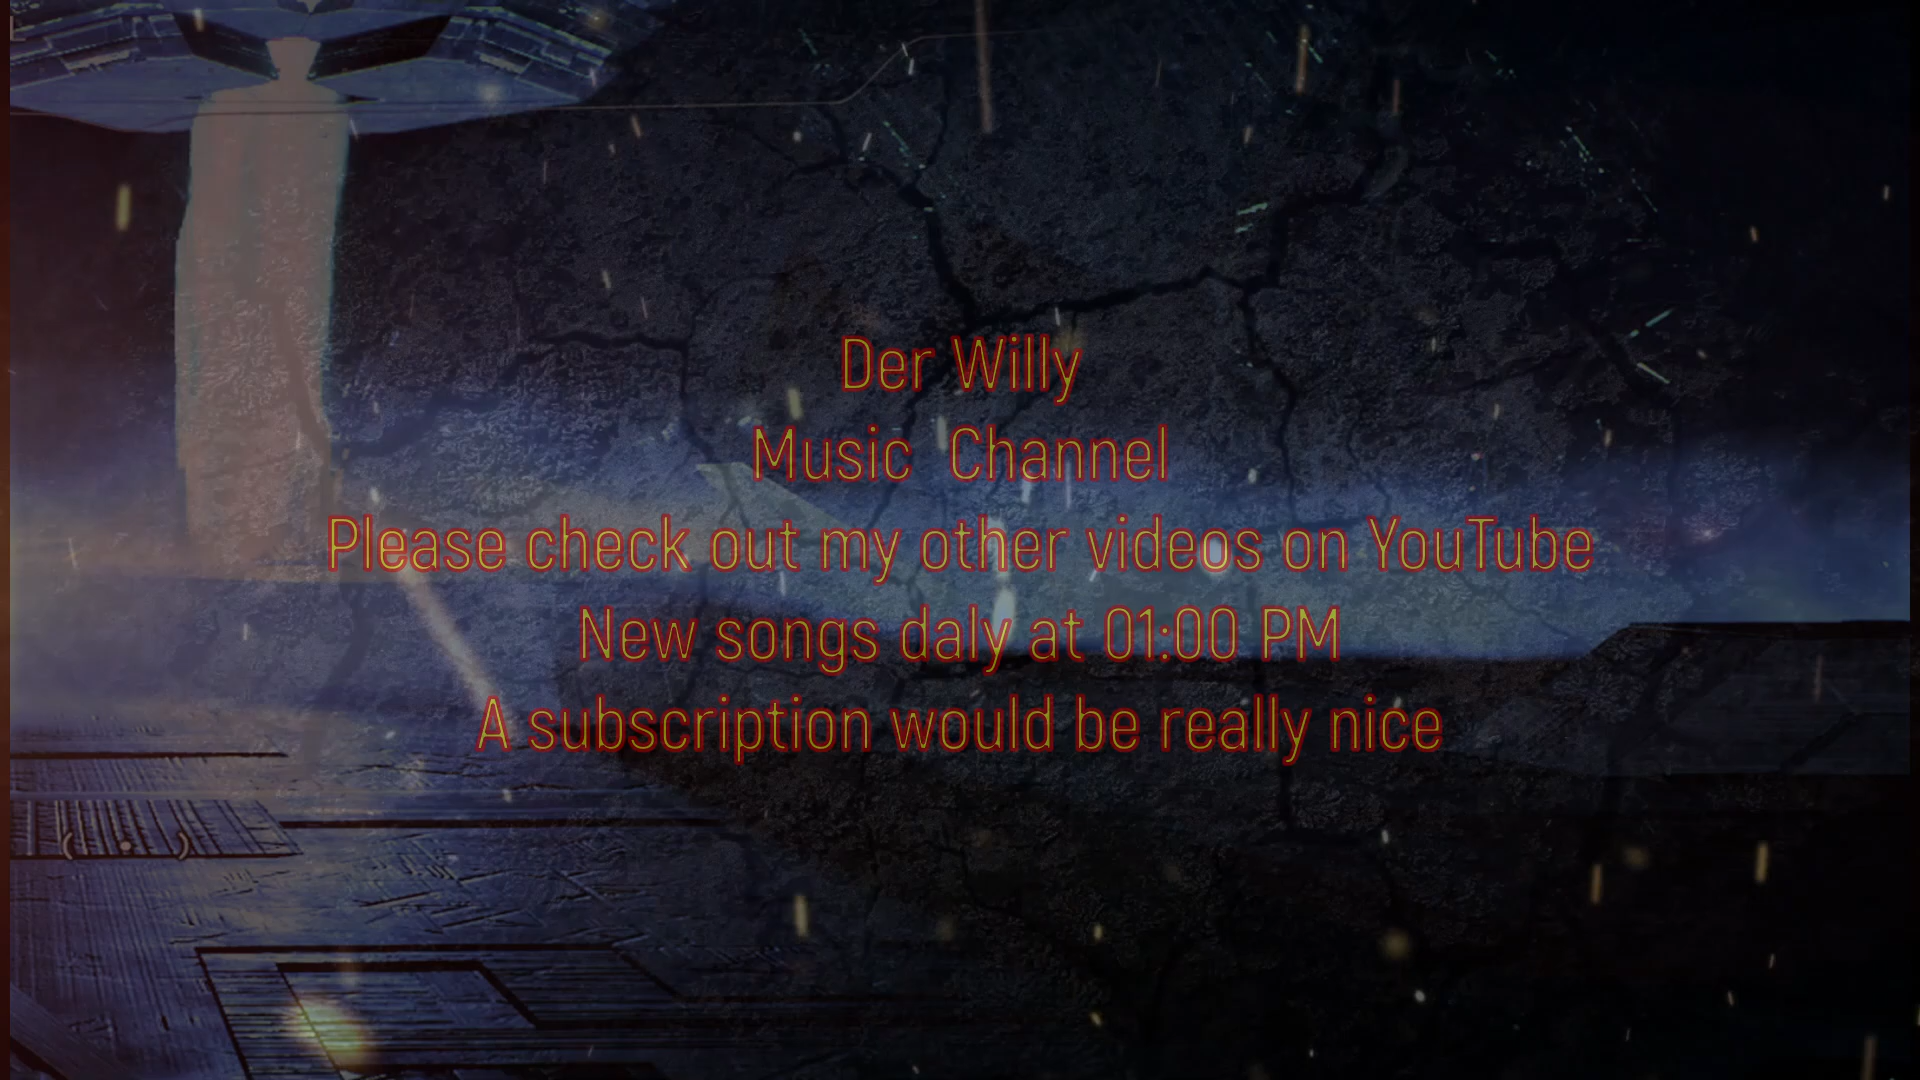 Der Willy
Music Channel
Please check out my other videos on YouTube
New songs daly at 01:00 PM
A subscription would be really nice